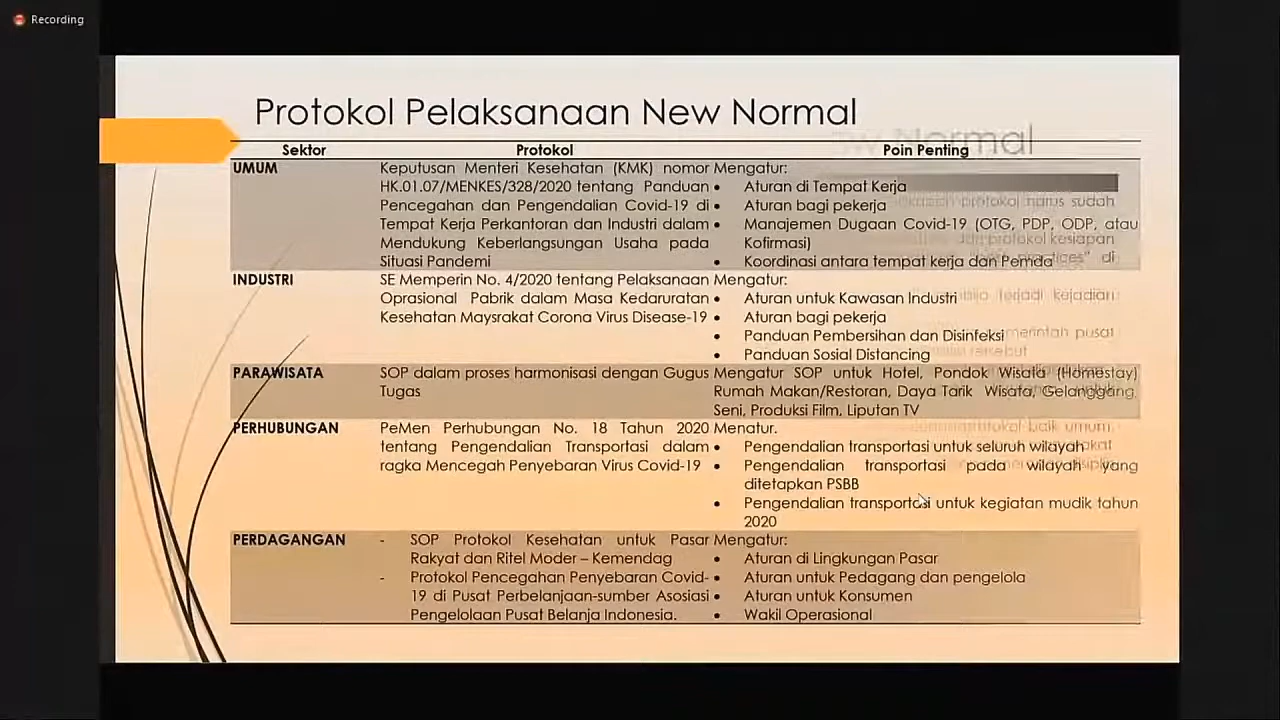 Recording
Protokol Pelaksanaan New Normal
Sektor Protokol Poin Penting
UMUM
Keputusan Menteri Kesehatan (KMK) nomor
HK.01.07/MENKES/328/2020 tentang Panduan
Pencegahan dan Pengendalian Covid-19 di
Tempat Kerja Perkantoran dan Industri dalam
Mendukung Keberlangsungan Usaha pada
Situasi Pandemi
Mengatur:
• Aturan di Tempat Kerja
• Aturan bagi pekerja
• Manajemen Dugaan Covid-19 (OTG, PDP, ODP, atau
Kofirmasi)
• Koordinasi antara tempat kerja dan Pemda
INDUSTRI
SE Memperin No. 4/2020 tentang Pelaksanaan
Oprasional Pabrik dalam Masa Kedaruratan
Kesehatan Maysrakat Corona Virus Disease-19
Mengatur:
• Aturan untuk Kawasan Industri
• Aturan bagi pekerja
• Panduan Pembersihan dan Disinfeksi
• Panduan Sosial Distancing
PARAWISATA
SOP dalam proses harmonisasi dengan Gugus
Tugas
Mengatur SOP untuk Hotel, Pondok Wisata (Homestay)
Rumah Makan/Restoran, Daya Tarik Wisata, Gelanggang,
Seni, Produksi Film, Liputan TV
PERHUBUNGAN
PeMen Perhubungan No. 18 Tahun 2020
tentang Pengendalian Transportasi dalam
ragka Mencegah Penyebaran Virus Covid-19
Menatur.
• Pengendalian transportasi untuk seluruh wilayah
• Pengendalian transportasi pada wilayah yang
ditetapkan PSBB
• Pengendalian transportasi untuk kegiatan mudik tahun
2020
PERDAGANGAN
- SOP Protokol Kesehatan untuk Pasar
Rakyat dan Ritel Moder – Kemendag
- Protokol Pencegahan Penyebaran Covid-
19 di Pusat Perbelanjaan-sumber Asosiasi
Pengelolaan Pusat Belanja Indonesia.
Mengatur:
• Aturan di Lingkungan Pasar
• Aturan untuk Pedagang dan pengelola
• Aturan untuk Konsumen
• Wakil Operasional